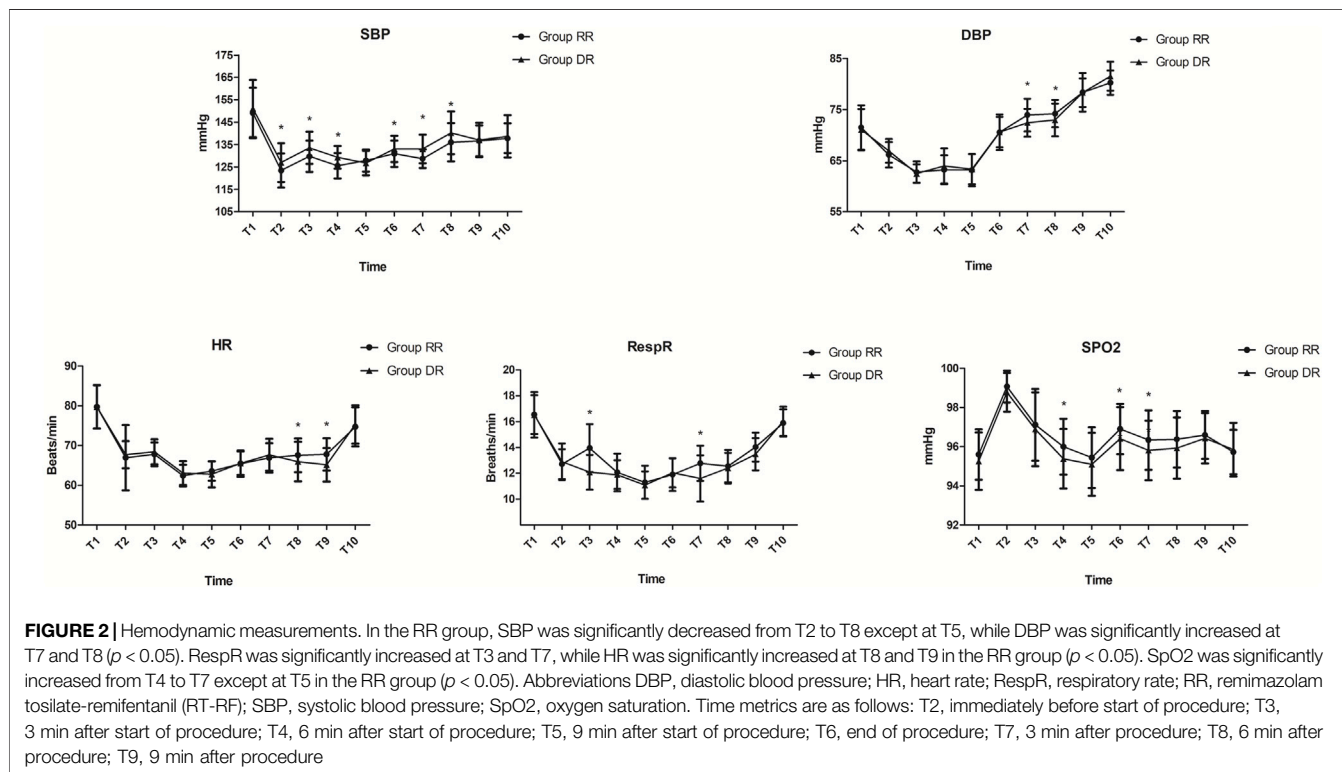 SBP
Group RR
Group DR
175
165
155
145
135
125
115
105
mmHg
* * * * * *
T1 T2 T3 T4 T5 T6 T7 T8 T9 T10
Time
DBP
Group RR
Group DR
85
75
65
55
mmHg
* *
T1 T2 T3 T4 T5 T6 T7 T8 T9 T10
Time
HR
Group RR
Group DR
90
80
70
60
50
Beats/min
* *
T1 T2 T3 T4 T5 T6 T7 T8 T9 T10
Time
RespR
Group RR
Group DR
18
16
14
12
10
Breaths/min
* *
T1 T2 T3 T4 T5 T6 T7 T8 T9 T10
Time
SPO2
Group RR
Group DR
100
98
96
94
92
mmHg
* * *
T1 T2 T3 T4 T5 T6 T7 T8 T9 T10
Time
FIGURE 2 | Hemodynamic measurements. In the RR group, SBP was significantly decreased from T2 to T8 except at T5, while DBP was significantly increased at
T7 and T8 (p < 0.05). RespR was significantly increased at T3 and T7, while HR was significantly increased at T8 and T9 in the RR group (p < 0.05). SpO2 was significantly
increased from T4 to T7 except at T5 in the RR group (p < 0.05). Abbreviations DBP, diastolic blood pressure; HR, heart rate; RespR, respiratory rate; RR, remimazolam
tosilate-remifentanil (RT-RF); SBP, systolic blood pressure; SpO2, oxygen saturation. Time metrics are as follows: T2, immediately before start of procedure; T3,
3 min after start of procedure; T4, 6 min after start of procedure; T5, 9 min after start of procedure; T6, end of procedure; T7, 3 min after procedure; T8, 6 min after
procedure; T9, 9 min after procedure